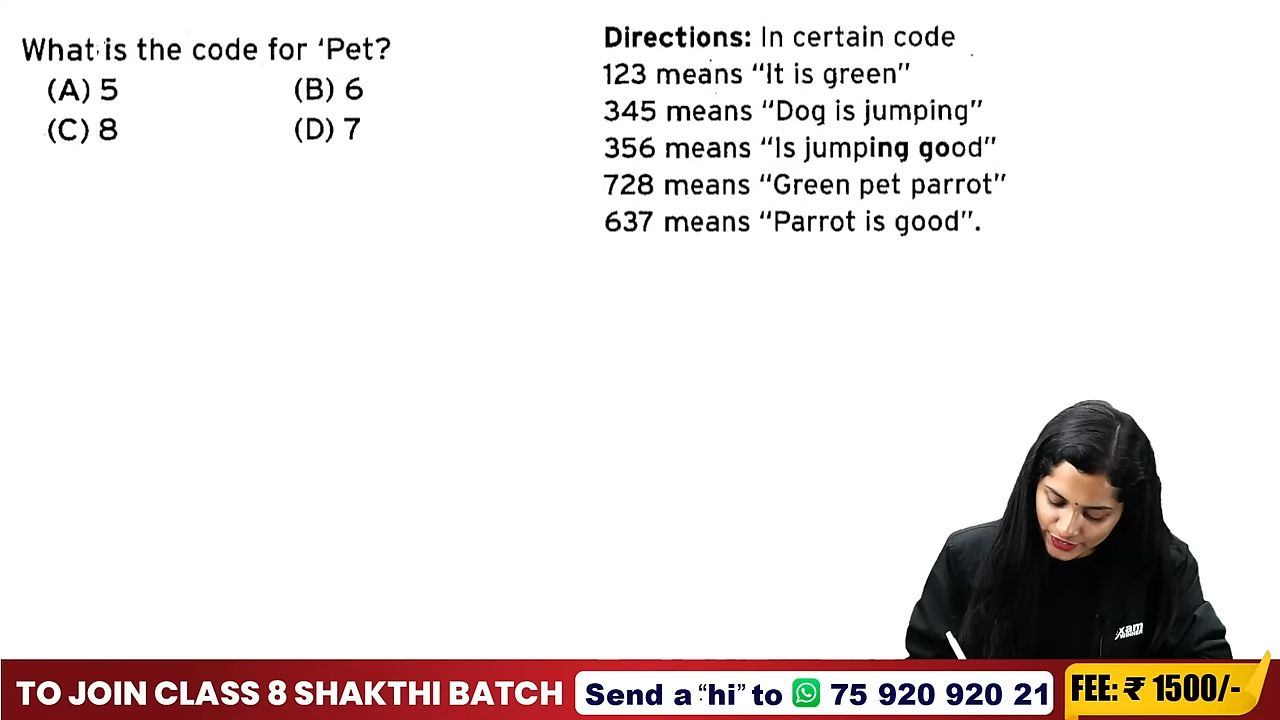 What is the code for ‘Pet?
(A) 5 (B) 6
(C) 8 (D) 7
Directions: In certain code
123 means “It is green”
345 means “Dog is jumping”
356 means “Is jumping good”
728 means “Green pet parrot”
637 means “Parrot is good”.
TO JOIN CLASS 8 SHAKTHI BATCH
Send a “hi” to 75 920 920 21
FEE: ₹ 1500/-